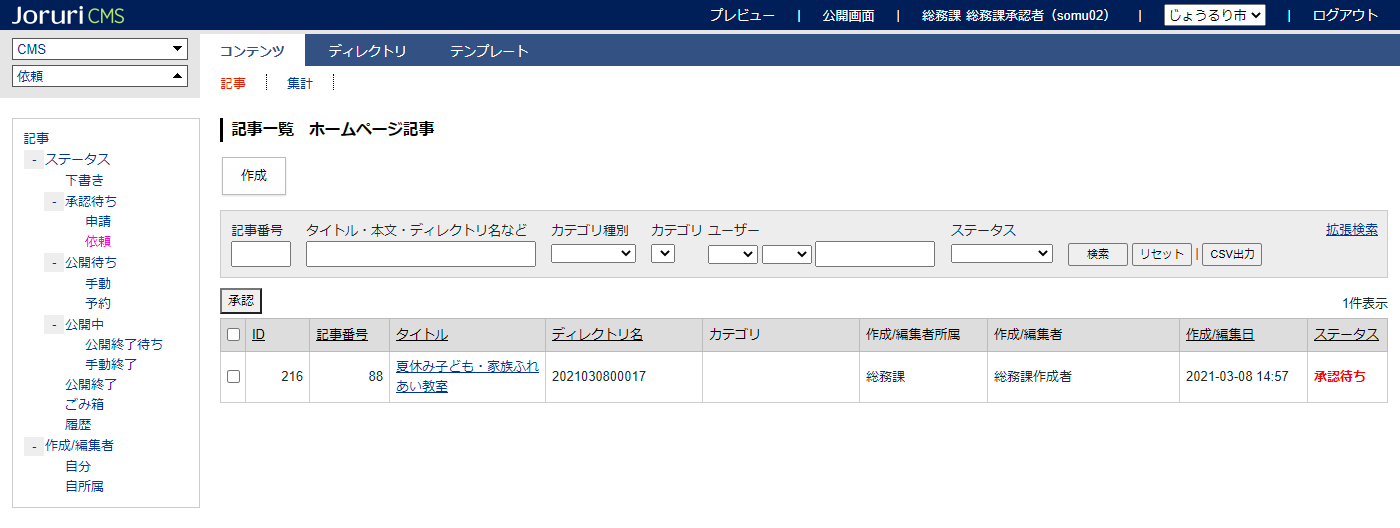 Joruri CMS プレビュー | 公開画面 | 総務課 総務課承認者（somu02） | じょうるり市 | ログアウト
CMS
依頼
コンテンツ ディレクトリ テンプレート
記事 集計
記事
- ステータス
下書き
- 承認待ち
申請
依頼
- 公開待ち
手動
予約
- 公開中
公開終了待ち
手動終了
公開終了
ごみ箱
履歴
- 作成/編集者
自分
自所属
記事一覧 ホームページ記事
作成
記事番号 タイトル・本文・ディレクトリ名など カテゴリ種別 カテゴリ ユーザー ステータス 拡張検索
検索 リセット | CSV出力
承認 1件表示
ID 記事番号 タイトル ディレクトリ名 カテゴリ 作成/編集者所属 作成/編集者 作成/編集日 ステータス
216 88 夏休み子ども・家族ふれ 2021030800017 総務課 総務課作成者 2021-03-08 14:57 承認待ち
あい教室